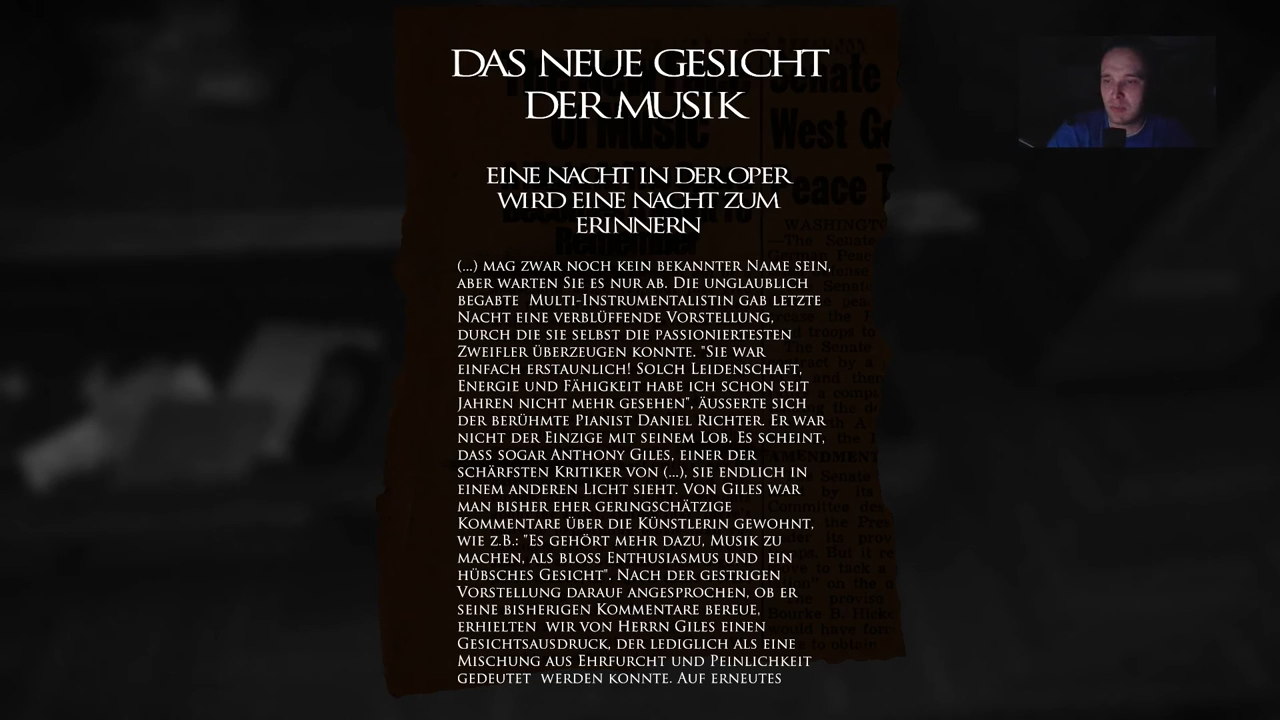 DAS NEUE GESICHT
DER MUSIK
EINE NACHT IN DER OPER
WIRD EINE NACHT ZUM
ERINNERN
(...) MAG ZWAR NOCH KEIN BEKANNTER NAME SEIN,
ABER WARTEN SIE ES NUR AB. DIE UNGLAUBLICH
BEGABTE MULTI-INSTRUMENTALISTIN GAB LETZTE
NACHT EINE VERBLÜFFENDE VORSTELLUNG,
DURCH DIE SIE SELBST DIE PASSIONIERTESTEN
ZWEIFLER ÜBERZEUGEN KONNTE. "SIE WAR
EINFACH ERSTAUNLICH! SOLCH LEIDENSCHAFT,
ENERGIE UND FÄHIGKEIT HABE ICH SCHON SEIT
JAHREN NICHT MEHR GESEHEN", ÄUSSERTE SICH
DER BERÜHMTE PIANIST DANIEL RICHTER. ER WAR
NICHT DER EINZIGE MIT SEINEM LOB. ES SCHEINT,
DASS SOGAR ANTHONY GILES, EINER DER
SCHÄRFSTEN KRITIKER VON (...), SIE ENDLICH IN
EINEM ANDEREN LICHT SIEHT. VON GILES WAR
MAN BISHER EHER GERINGSCHÄTZIGE
KOMMENTARE ÜBER DIE KÜNSTLERIN GEWOHNT,
WIE Z.B.: "ES GEHÖRT MEHR DAZU, MUSIK ZU
MACHEN, ALS BLOSS ENTHUSIASMUS UND EIN
HÜBSCHES GESICHT". NACH DER GESTRIGEN
VORSTELLUNG DARAUF ANGESPROCHEN, OB ER
SEINE BISHERIGEN KOMMENTARE BEREUE,
ERHIELTEN WIR VON HERRN GILES EINEN
GESICHTSAUSDRUCK, DER LEDIGLICH ALS EINE
MISCHUNG AUS EHRFURCHT UND PEINLICHKEIT
GEDEUTET WERDEN KONNTE. AUF ERNEUTES
Senate
West
Of Music
WASHINGT
—The Senate
AMENDMENT